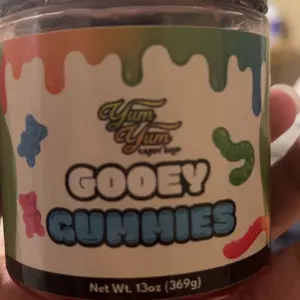 Yum
Yum
GOOEY
GUMMIES
Net Wt. 13oz (369g)